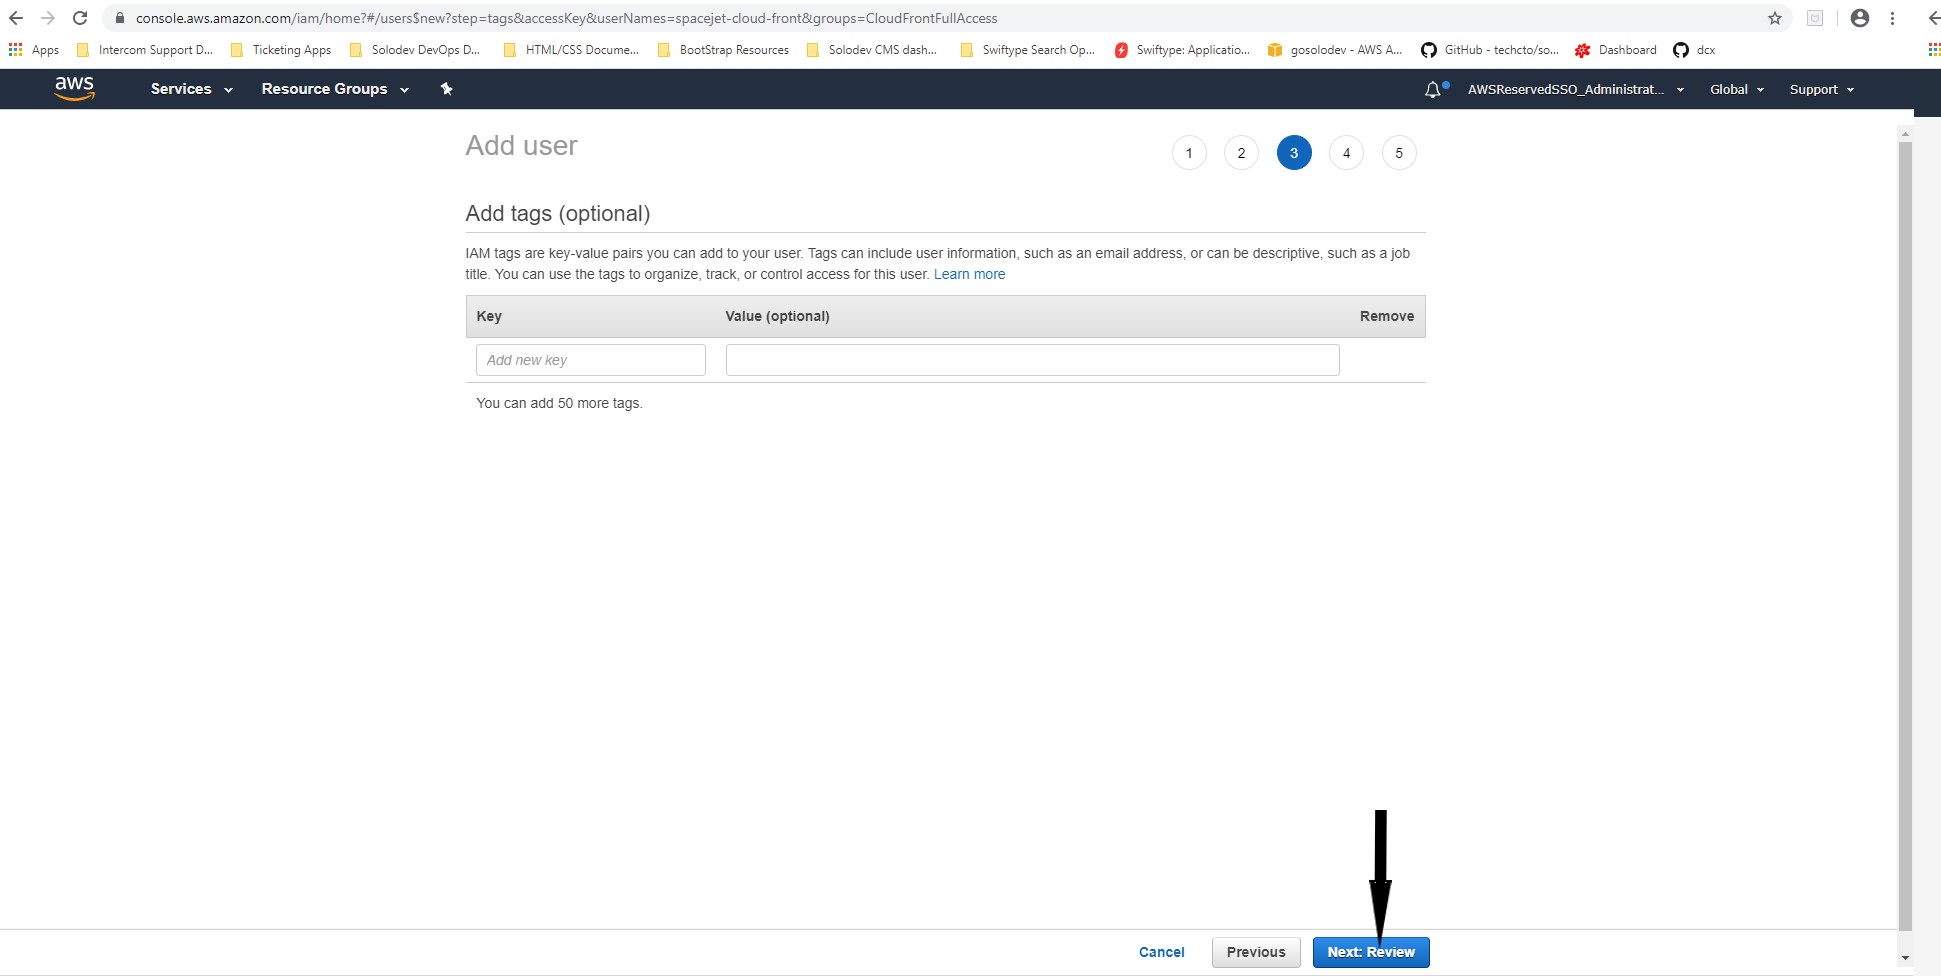 console.aws.amazon.com/iam/home?#/users$new?step=tags&accessKey&userNames=spacejet-cloud-front&groups=CloudFrontFullAccess
Apps Intercom Support D... Ticketing Apps Solodev DevOps D... HTML/CSS Docume... BootStrap Resources Solodev CMS dash... Swiftype Search Op... Swiftype: Applicatio... gosolodev - AWS A... GitHub - techcto/so... Dashboard dcx
aws Services Resource Groups AWSReservedSSO_Administrat... Global Support
Add user 1 2 3 4 5
Add tags (optional)
IAM tags are key-value pairs you can add to your user. Tags can include user information, such as an email address, or can be descriptive, such as a job
title. You can use the tags to organize, track, or control access for this user. Learn more
Key Value (optional) Remove
Add new key
You can add 50 more tags.
Cancel Previous Next: Review